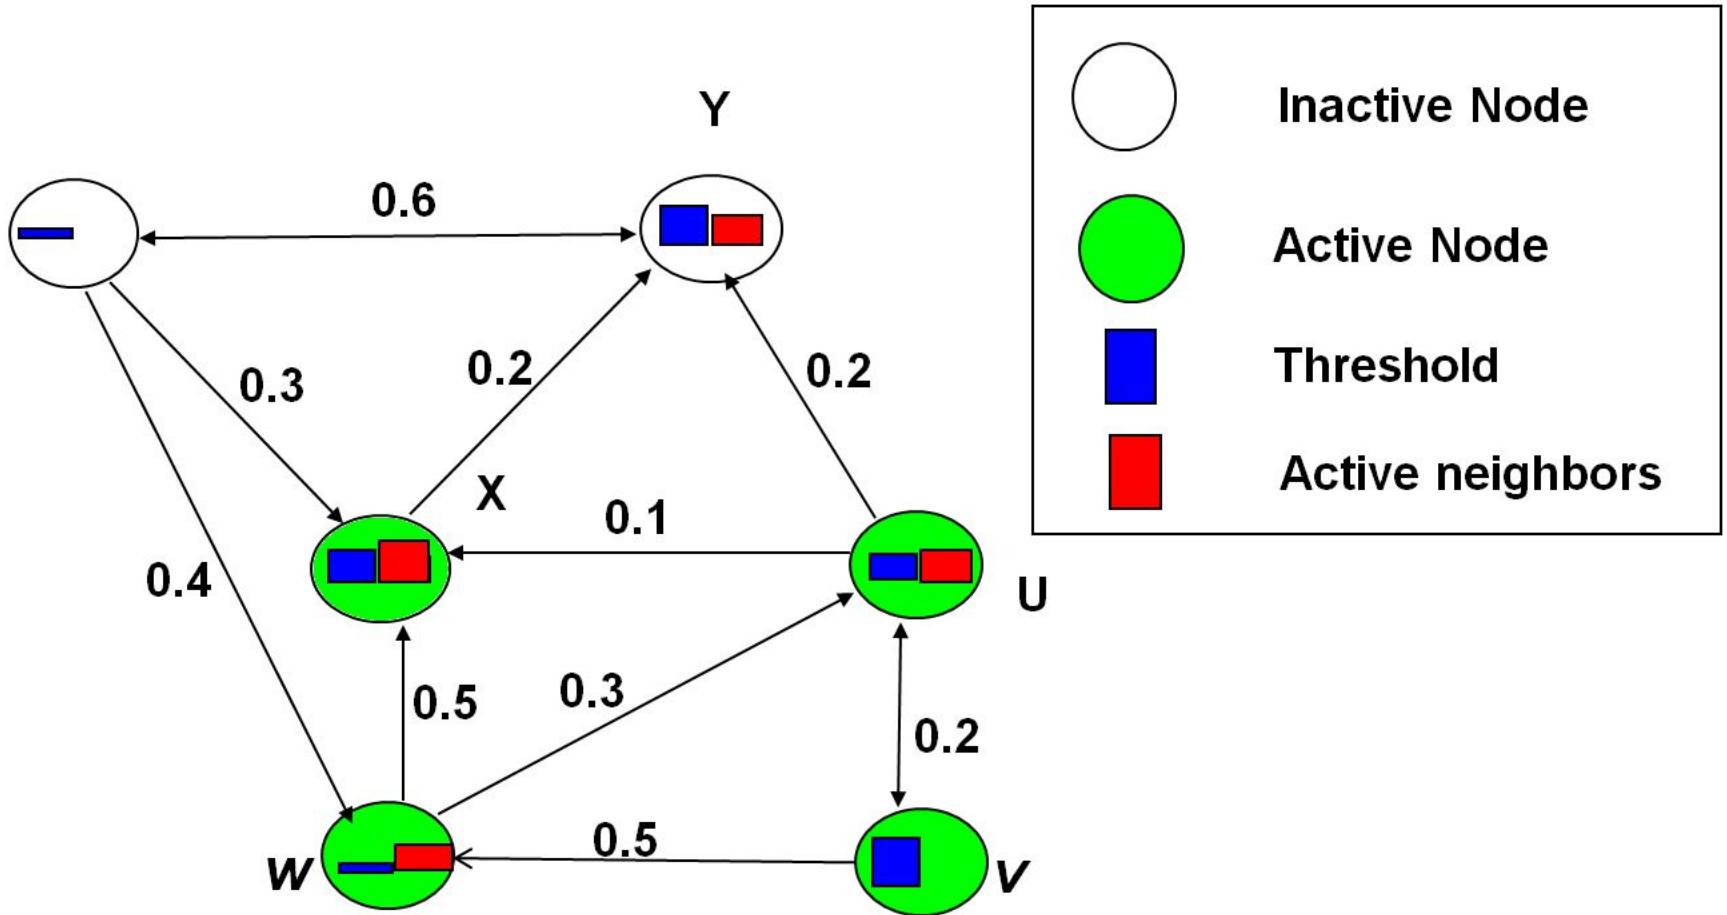 Y
0.6
0.3
0.2
0.2
X
0.1
0.4
U
0.5
0.3
0.2
0.5
W
V
Inactive Node
Active Node
Threshold
Active neighbors